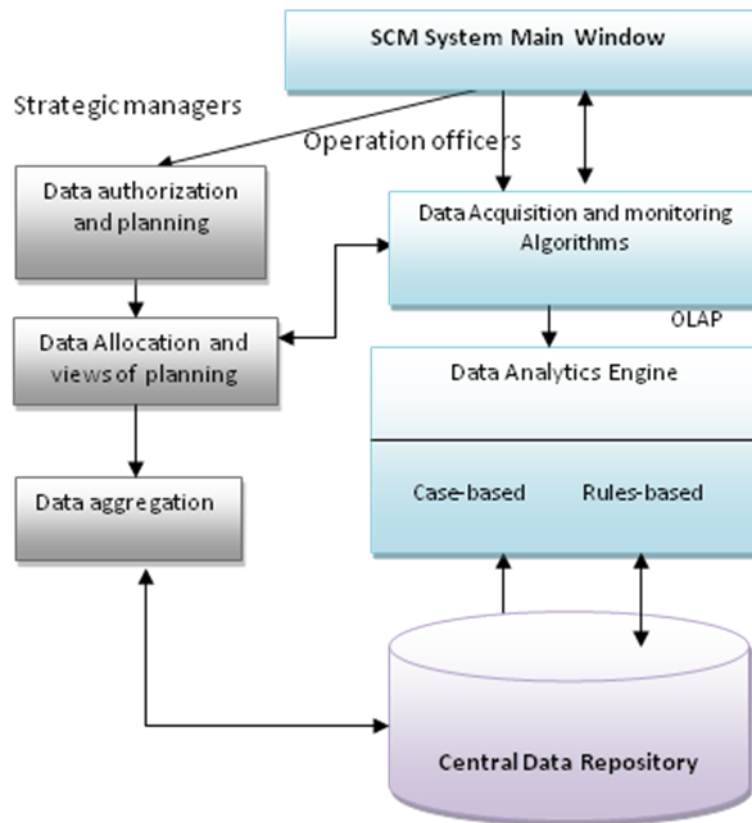 SCM System Main Window
Strategic managers
Operation officers
Data authorization
and planning
Data Acquisition and monitoring
Algorithms
OLAP
Data Allocation and
views of planning
Data Analytics Engine
Case-based
Rules-based
Data aggregation
Central Data Repository